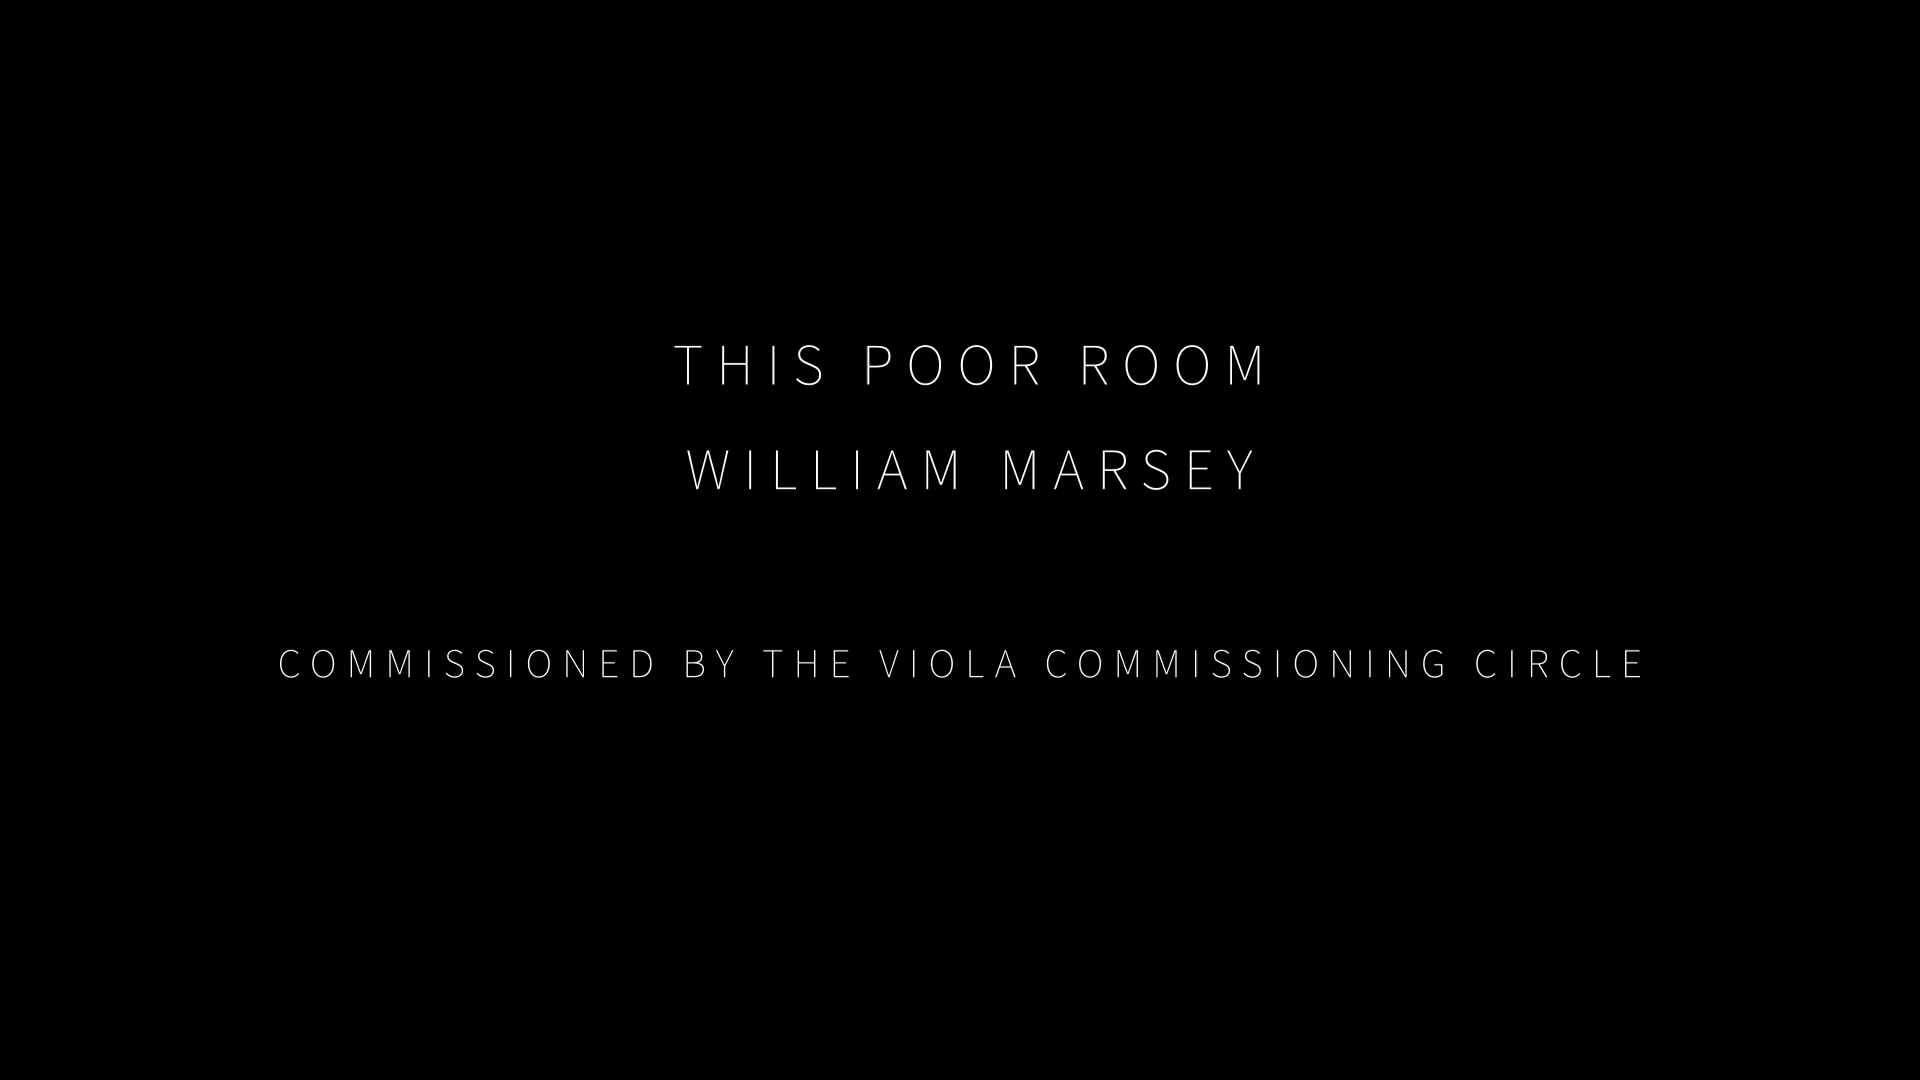 THIS POOR ROOM
WILLIAM MARSEY
COMMISSIONED BY THE VIOLA COMMISSIONING CIRCLE